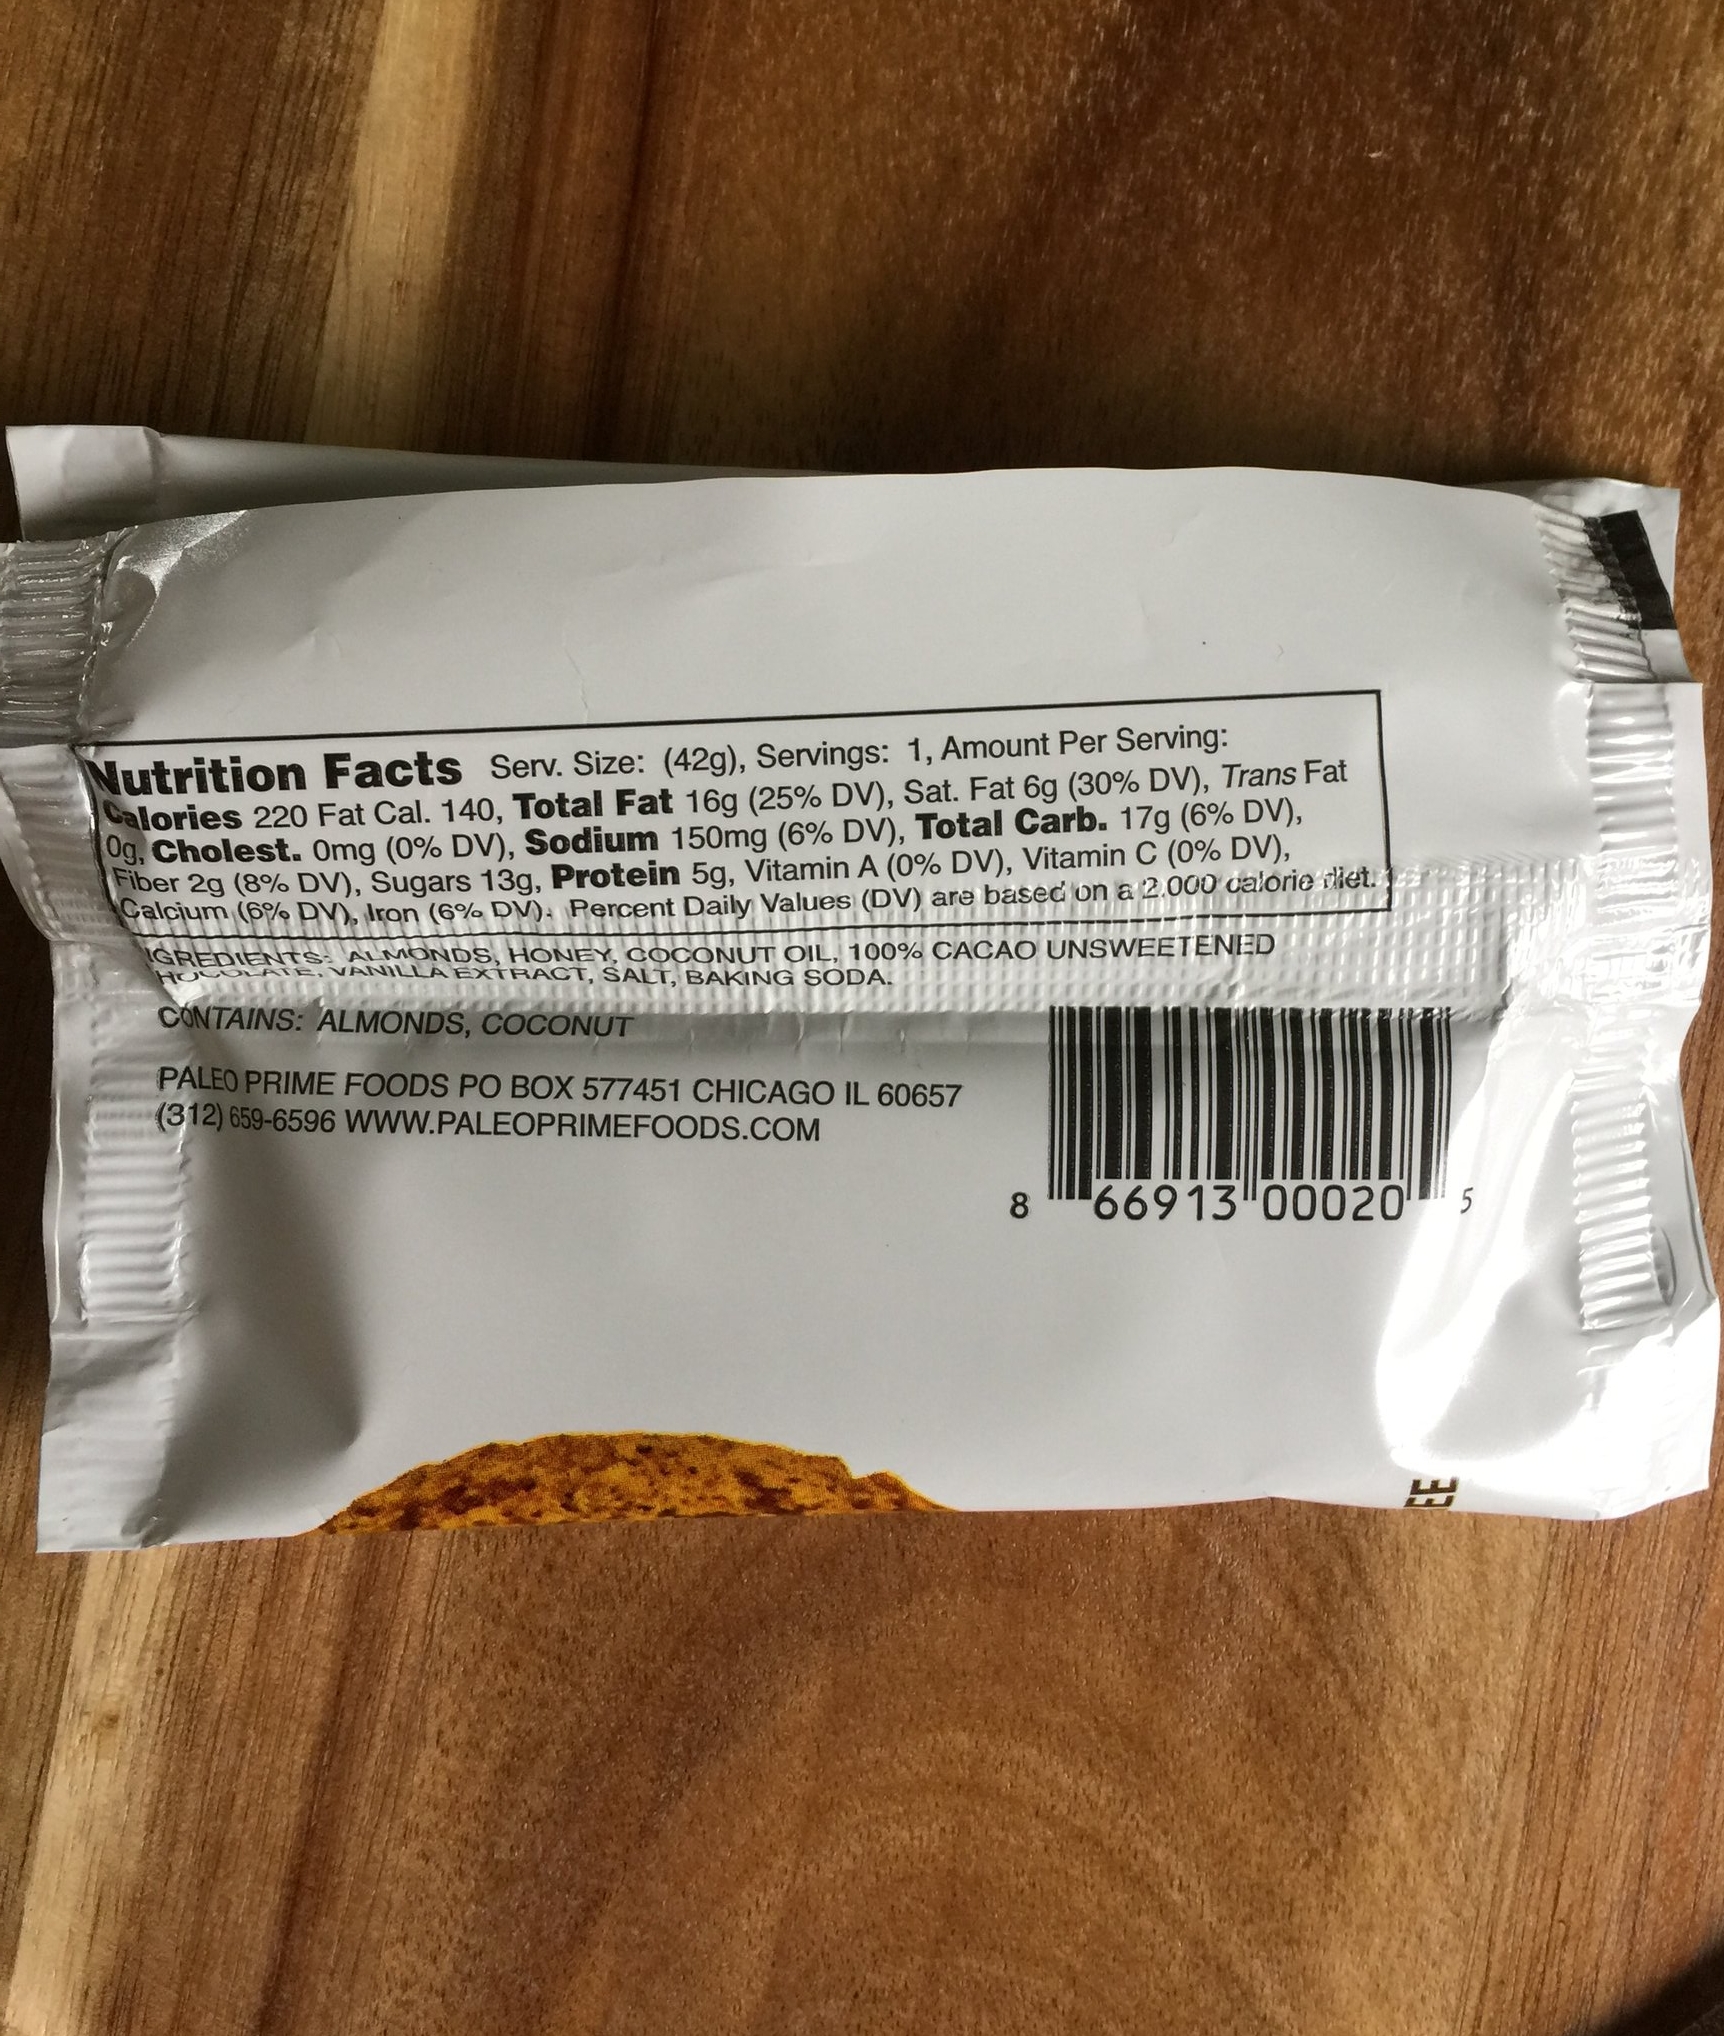 Nutrition Facts Serv. Size: (42g), Servings: 1, Amount Per Serving:
Calories 220 Fat Cal. 140, Total Fat 16g (25% DV), Sat. Fat 6g (30% DV), Trans Fat
0g, Cholest. 0mg (0% DV), Sodium 150mg (6% DV), Total Carb. 17g (6% DV),
Fiber 2g (8% DV), Sugars 13g, Protein 5g, Vitamin A (0% DV), Vitamin C (0% DV),
Calcium (6% DV), Iron (6% DV). Percent Daily Values (DV) are based on a 2,000 calorie diet.
IGREDIENTS: ALMONDS, HONEY, COCONUT OIL, 100% CACAO UNSWEETENED
HOCOLATE, VANILLA EXTRACT, SALT, BAKING SODA.
CONTAINS: ALMONDS, COCONUT
PALEO PRIME FOODS PO BOX 577451 CHICAGO IL 60657
(312) 659-6596 WWW.PALEOPRIMEFOODS.COM
8 66913 00020 5
EE